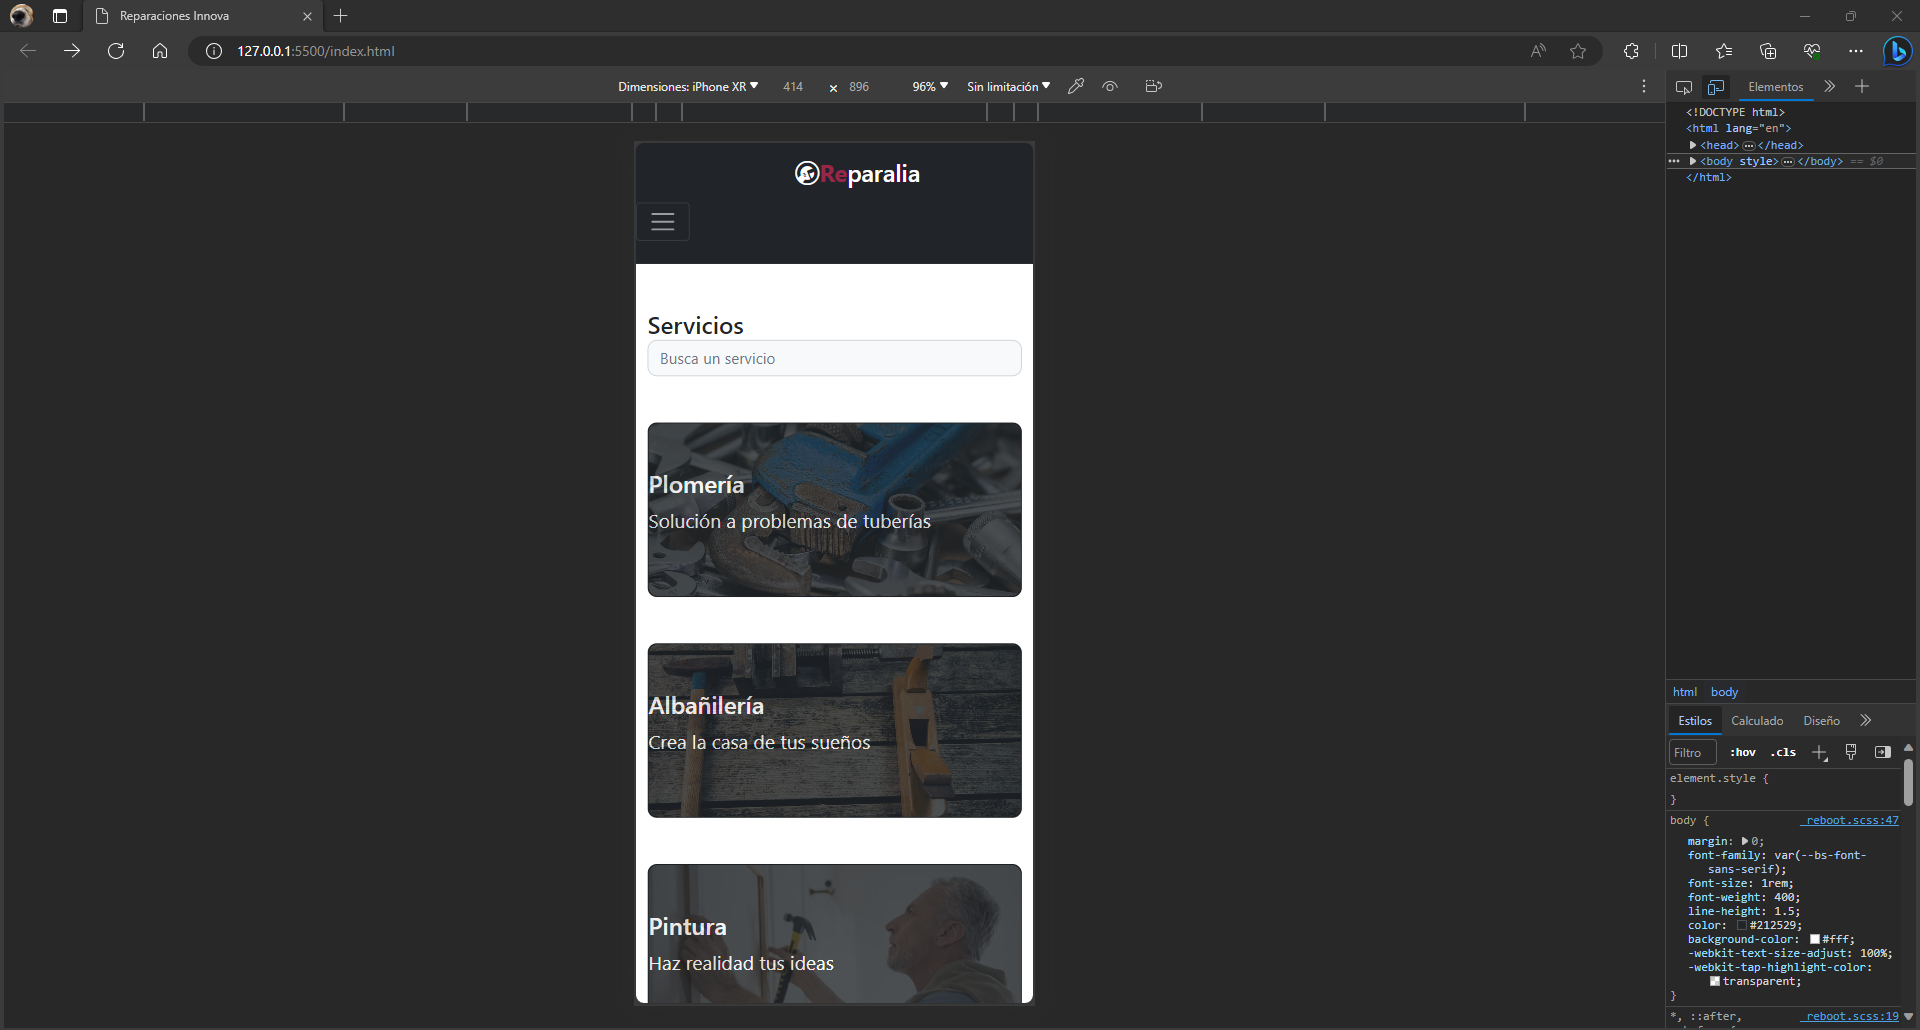 Reparaciones Innova
127.0.0.1:5500/index.html
Dimensiones: iPhone XR 414 × 896 96% Sin limitación
Elementos
<!DOCTYPE html>
<html lang="en">
<head>…</head>
… <body style>…</body> == $0
</html>
Reparalia
Servicios
Busca un servicio
Plomería
Solución a problemas de tuberías
Albañilería
Crea la casa de tus sueños
Pintura
Haz realidad tus ideas
html body
Estilos Calculado Diseño
Filtro :hov .cls
element.style {
}
body { _reboot.scss:47
margin: 0;
font-family: var(--bs-font-
sans-serif);
font-size: 1rem;
font-weight: 400;
line-height: 1.5;
color: #212529;
background-color: #fff;
-webkit-text-size-adjust: 100%;
-webkit-tap-highlight-color:
transparent;
}
*, ::after, _reboot.scss:19